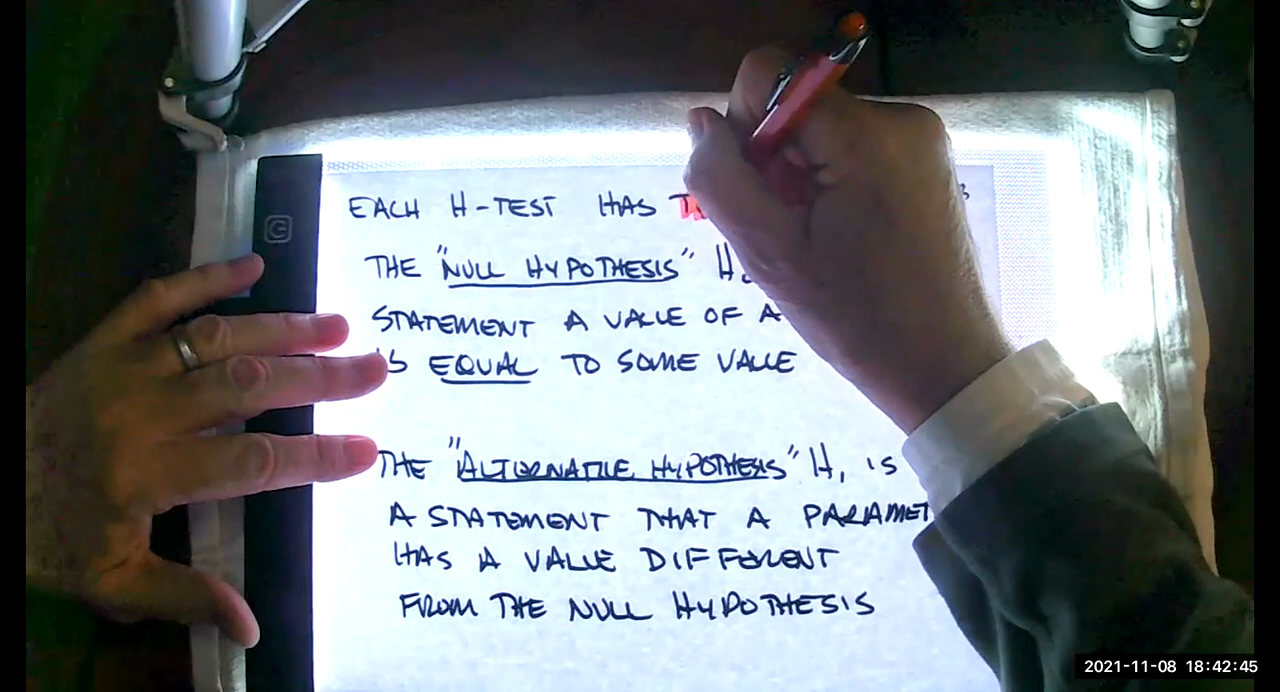 EACH H-TEST HAS
THE "NULL HYPOTHESIS" H₀
STATEMENT A VALUE OF A
IS EQUAL TO SOME VALUE
THE "ALTERNATIVE HYPOTHESIS" H₁ IS
A STATEMENT THAT A PARAMET
HAS A VALUE DIFFERENT
FROM THE NULL HYPOTHESIS
2021-11-08 18:42:45